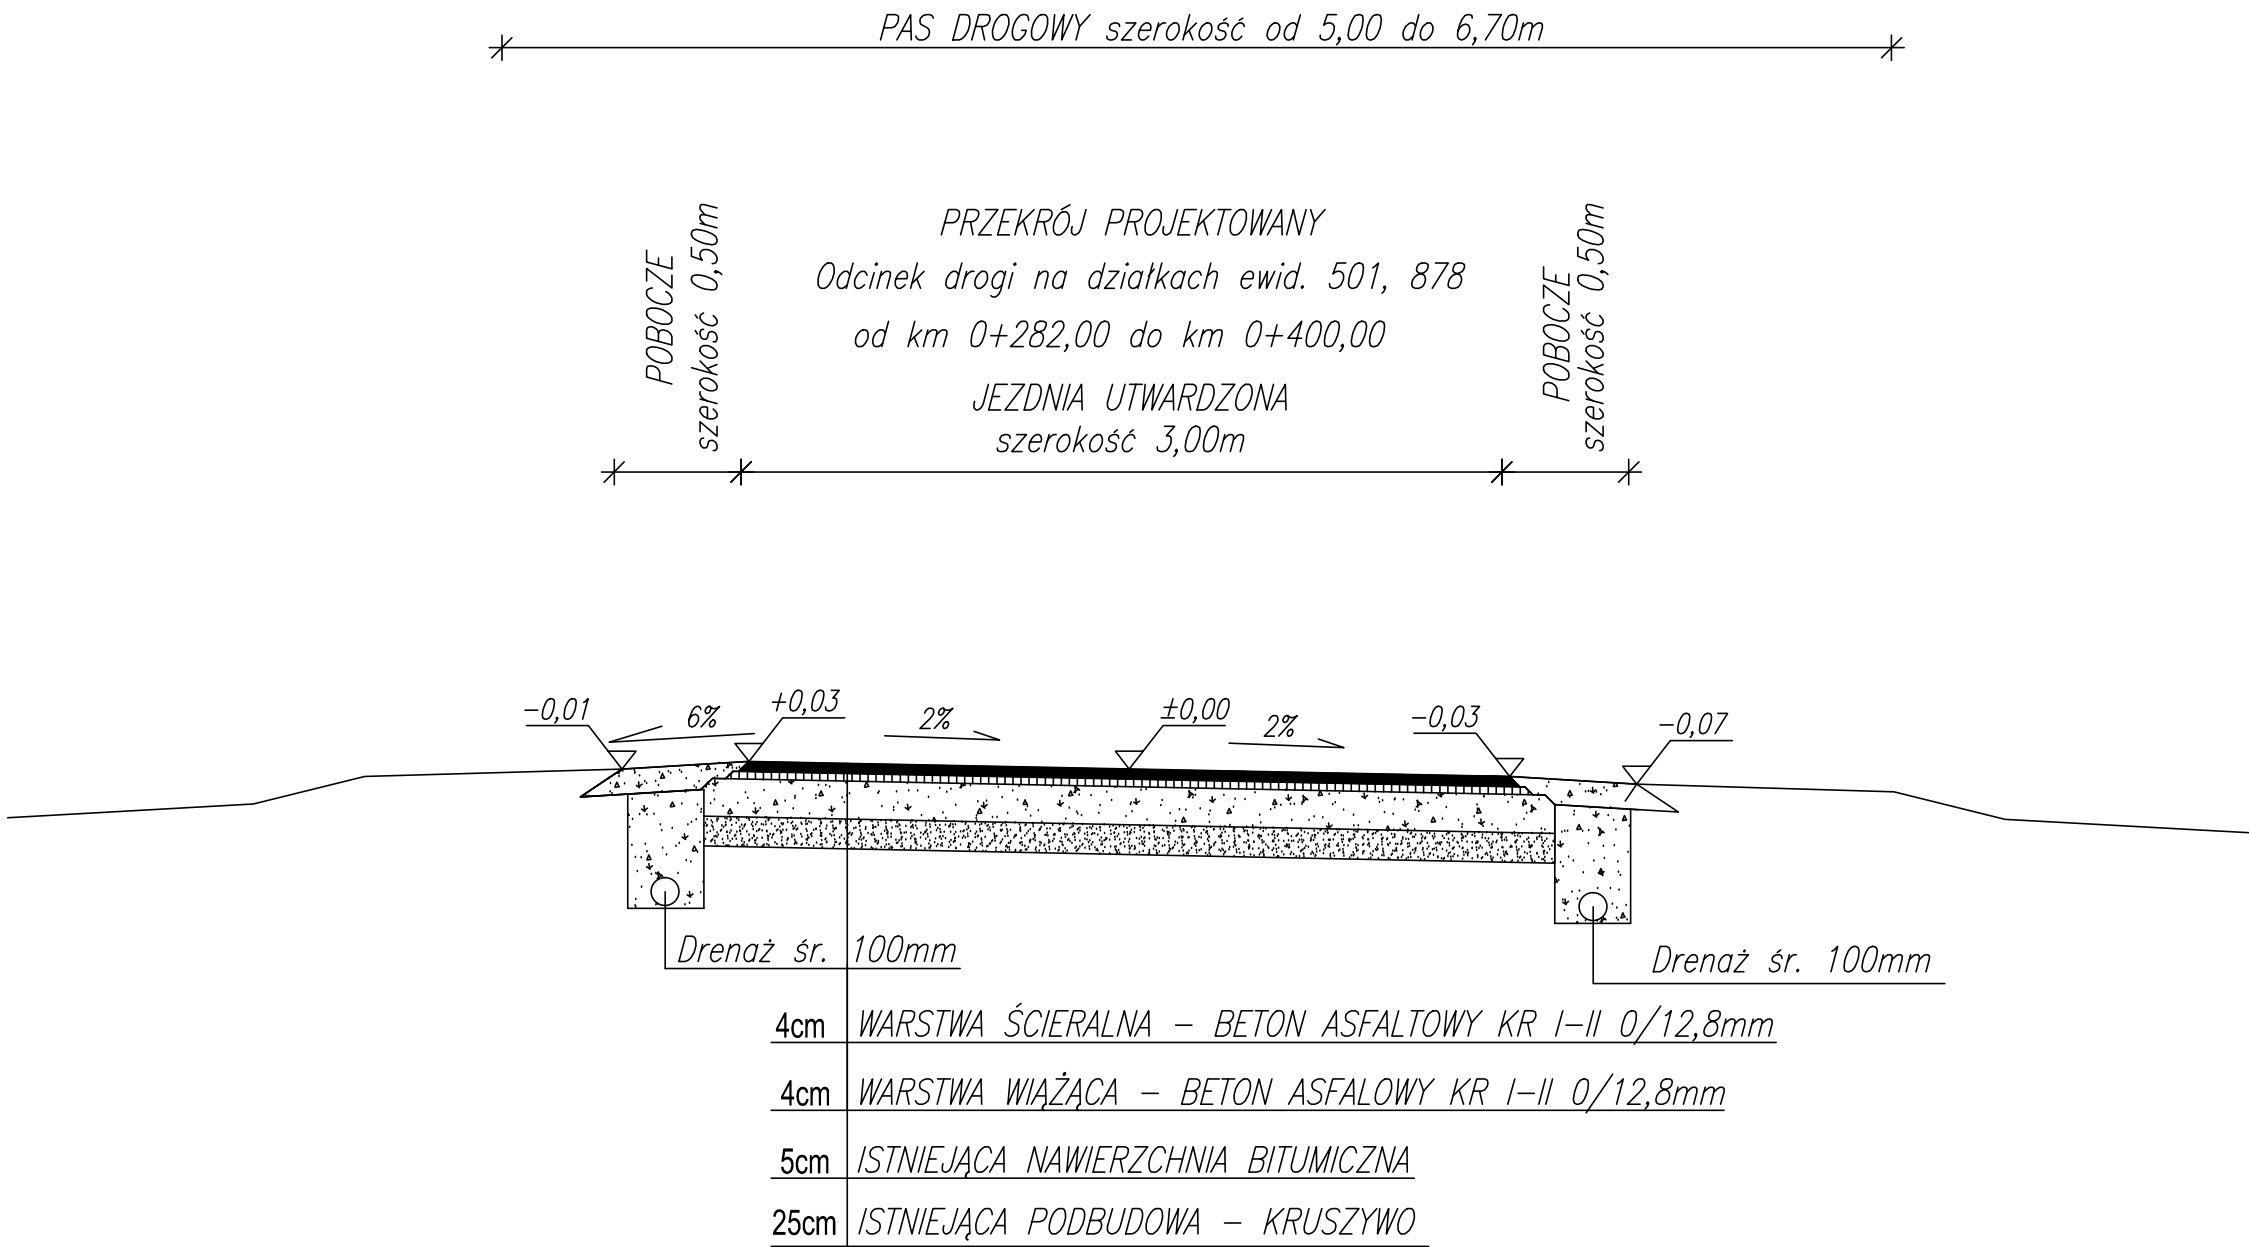 PAS DROGOWY szerokość od 5,00 do 6,70m
POBOCZE
szerokość 0,50m
PRZEKRÓJ PROJEKTOWANY
Odcinek drogi na działkach ewid. 501, 878
od km 0+282,00 do km 0+400,00
JEZDNIA UTWARDZONA
szerokość 3,00m
POBOCZE
szerokość 0,50m
-0,01
6%
+0,03
2%
±0,00
2%
-0,03
-0,07
Drenaż śr. 100mm
Drenaż śr. 100mm
4cm WARSTWA ŚCIERALNA - BETON ASFALTOWY KR I-II 0/12,8mm
4cm WARSTWA WIĄŻĄCA - BETON ASFALOWY KR I-II 0/12,8mm
5cm ISTNIEJĄCA NAWIERZCHNIA BITUMICZNA
25cm ISTNIEJĄCA PODBUDOWA - KRUSZYWO